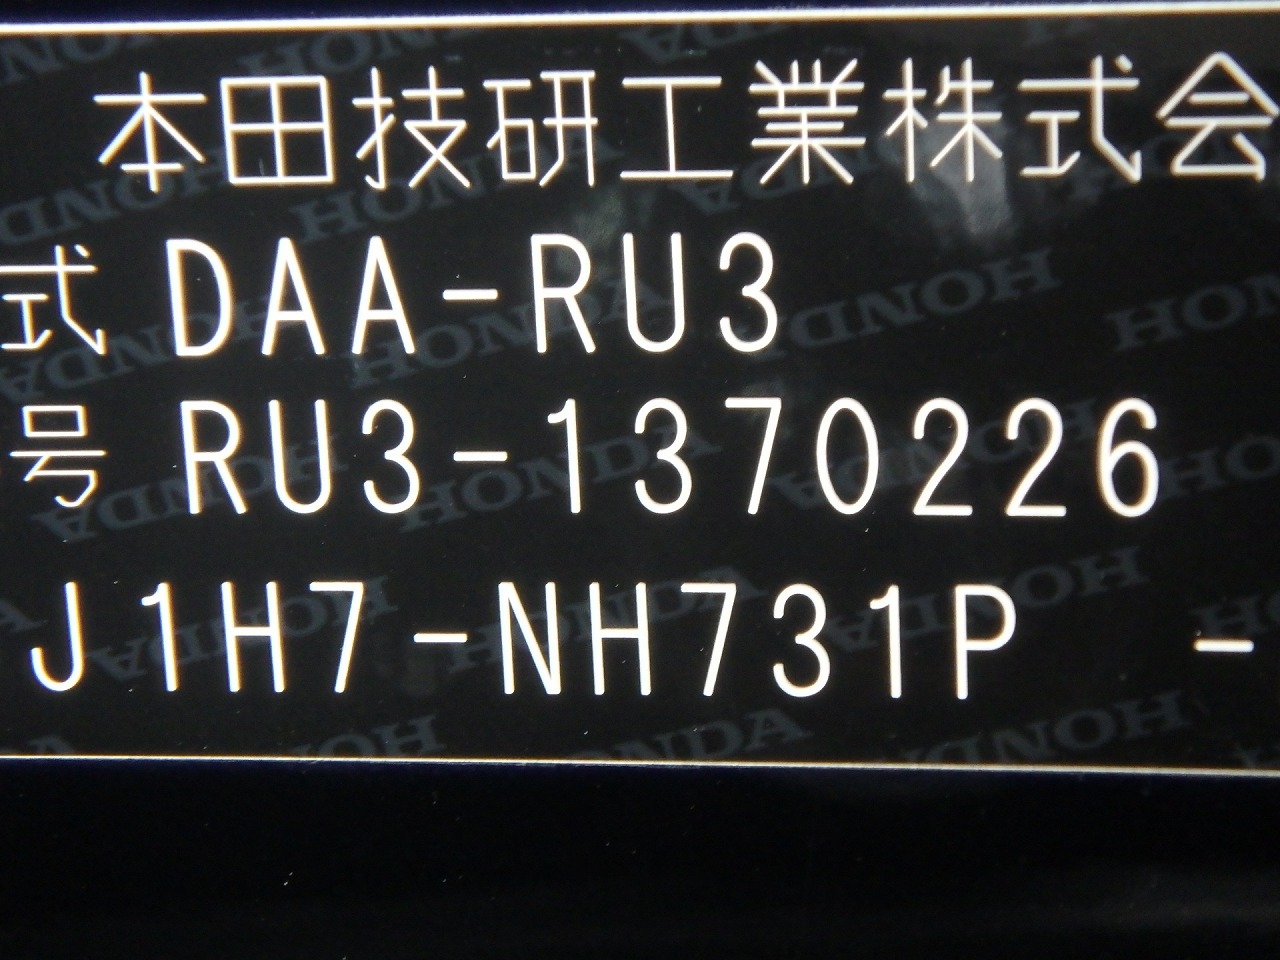 本田技研工業株式会
式 DAA-RU3
号 RU3-1370226
J1H7-NH731P -